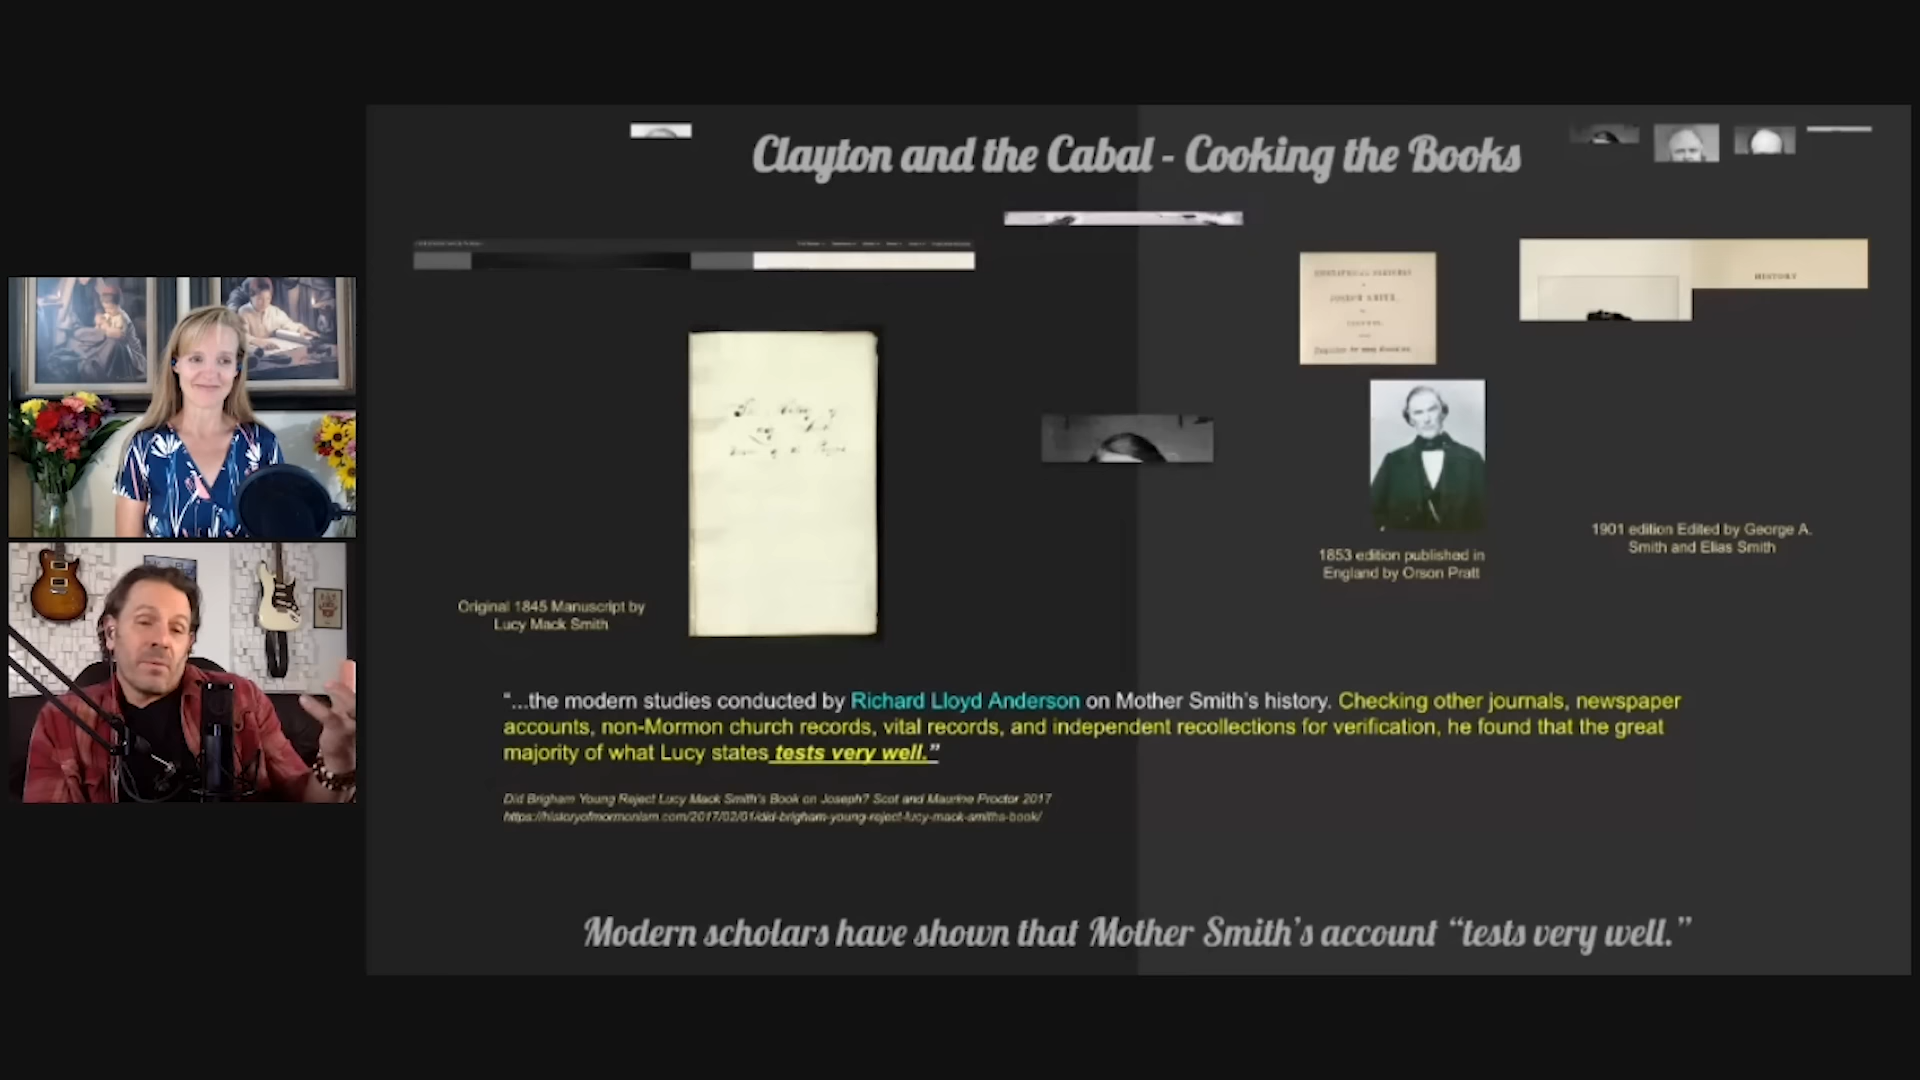 Clayton and the Cabal - Cooking the Books
BIOGRAPHICAL SKETCHES
JOSEPH SMITH,
HISTORY
1853 edition published in
England by Orson Pratt
1901 edition Edited by George A.
Smith and Elias Smith
Original 1845 Manuscript by
Lucy Mack Smith
“...the modern studies conducted by Richard Lloyd Anderson on Mother Smith’s history. Checking other journals, newspaper
accounts, non-Mormon church records, vital records, and independent recollections for verification, he found that the great
majority of what Lucy states tests very well.”
Did Brigham Young Reject Lucy Mack Smith's Book on Joseph? Scot and Maurine Proctor 2017
https://historyofmormonism.com/2017/02/01/did-brigham-young-reject-lucy-mack-smiths-book/
Modern scholars have shown that Mother Smith’s account “tests very well.”